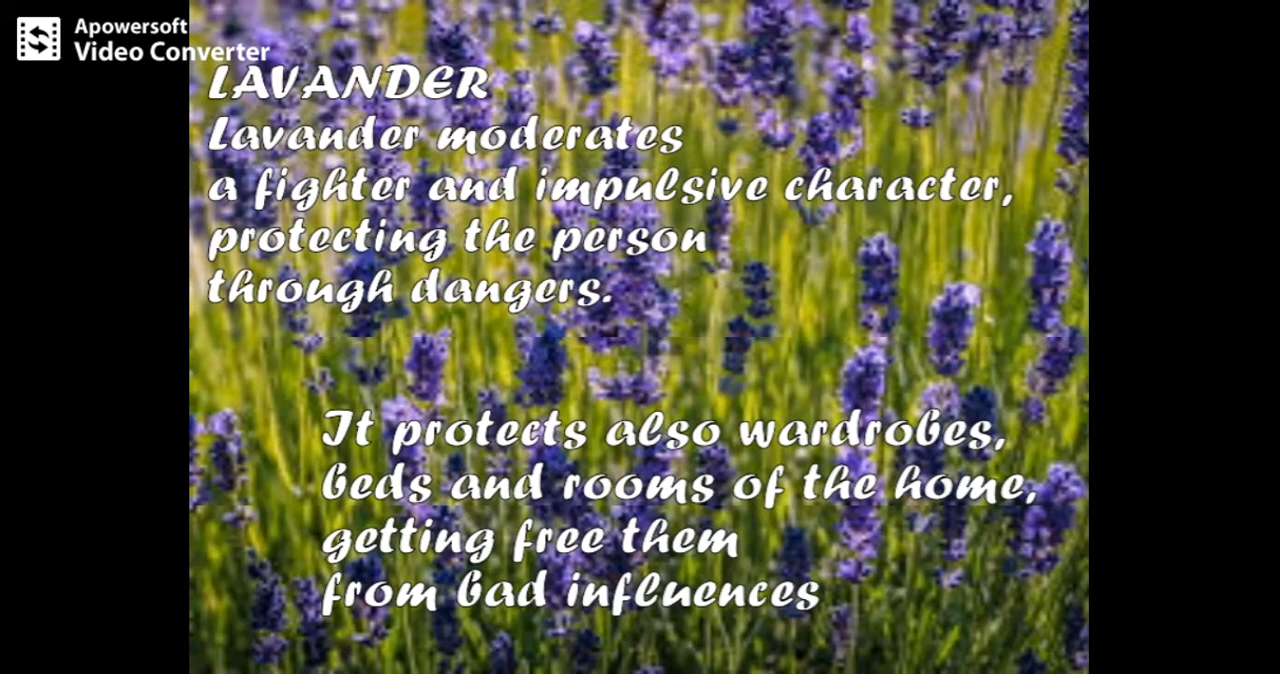 Apowersoft
Video Converter
LAVANDER
Lavander moderates
a fighter and impulsive character,
protecting the person
through dangers.
It protects also wardrobes,
beds and rooms of the home,
getting free them
from bad influences